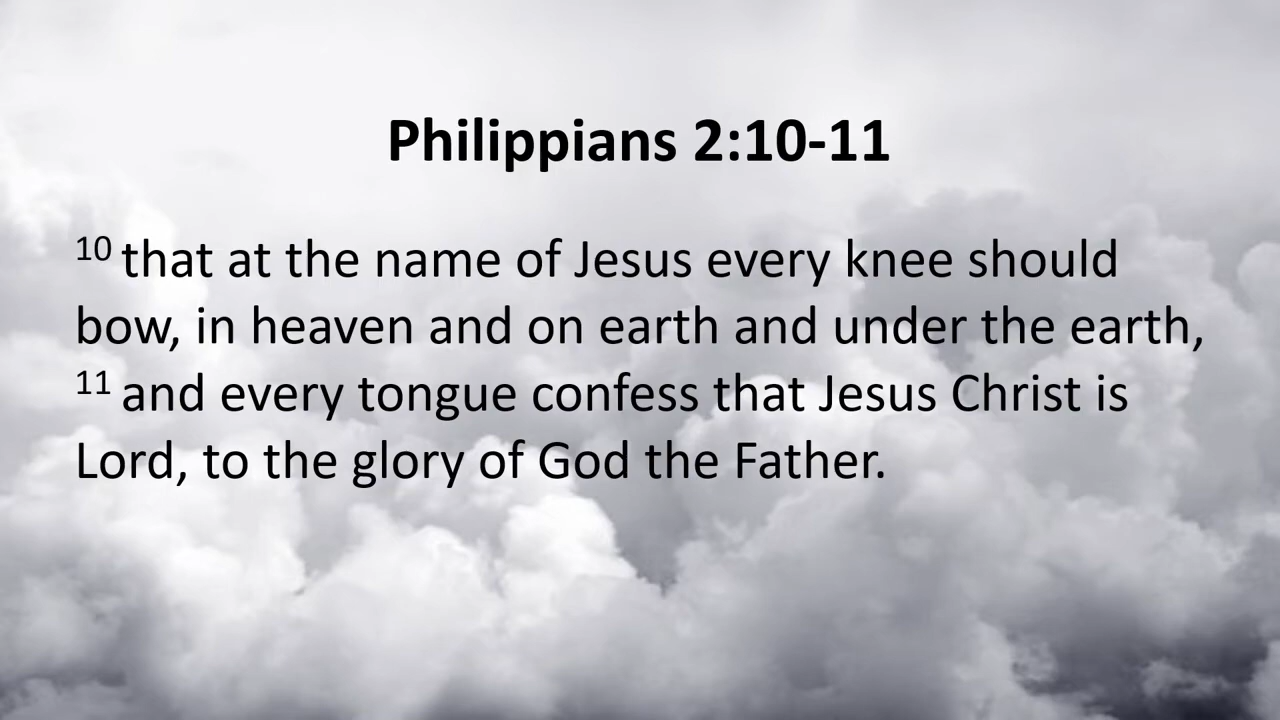 Philippians 2:10-11
10 that at the name of Jesus every knee should
bow, in heaven and on earth and under the earth,
11 and every tongue confess that Jesus Christ is
Lord, to the glory of God the Father.